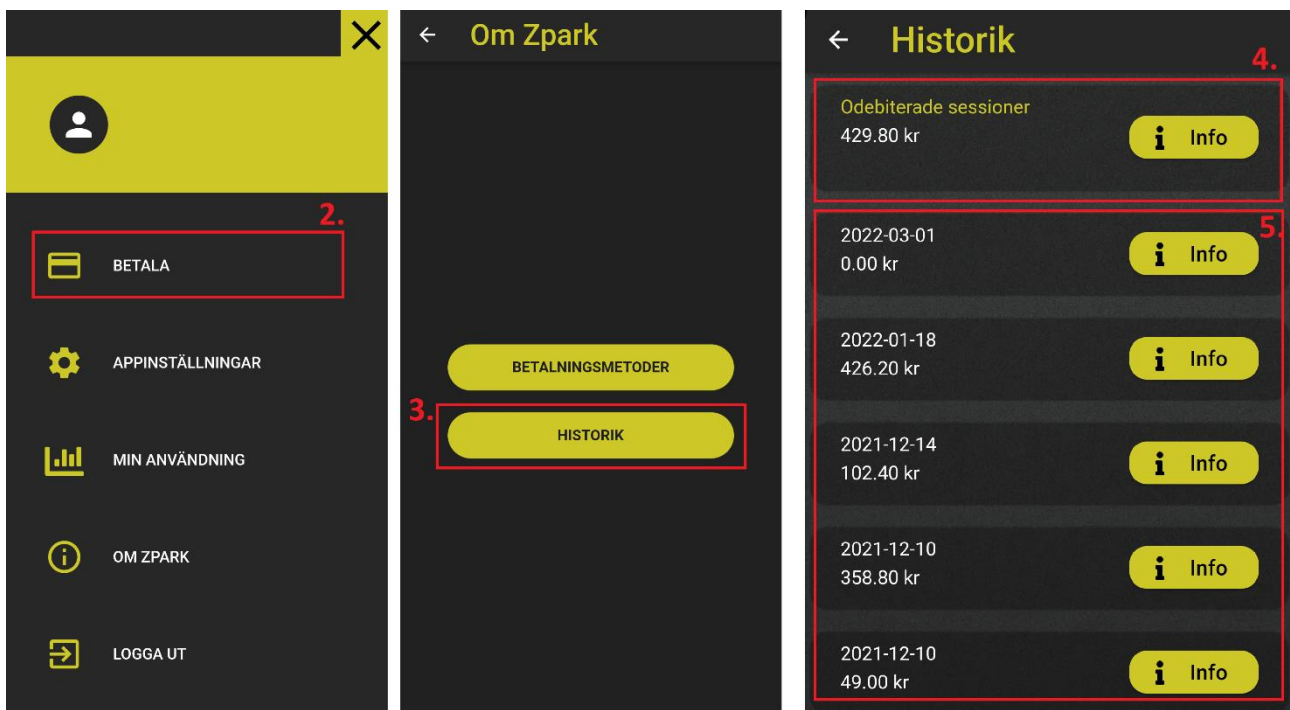 2.
BETALA
APPINSTÄLLNINGAR
MIN ANVÄNDNING
OM ZPARK
LOGGA UT
Om Zpark
BETALNINGSMETODER
3.
HISTORIK
Historik
4.
Odebiterade sessioner
429.80 kr
i Info
5.
2022-03-01
0.00 kr
i Info
2022-01-18
426.20 kr
i Info
2021-12-14
102.40 kr
i Info
2021-12-10
358.80 kr
i Info
2021-12-10
49.00 kr
i Info